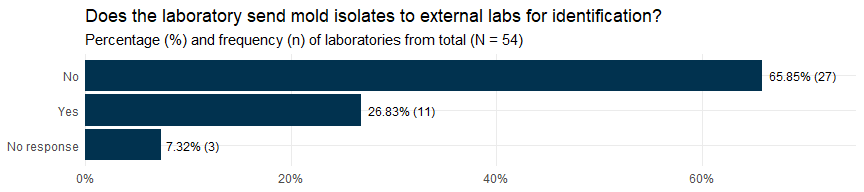 Does the laboratory send mold isolates to external labs for identification?
Percentage (%) and frequency (n) of laboratories from total (N = 54)
No 65.85% (27)
Yes 26.83% (11)
No response 7.32% (3)
0% 20% 40% 60%